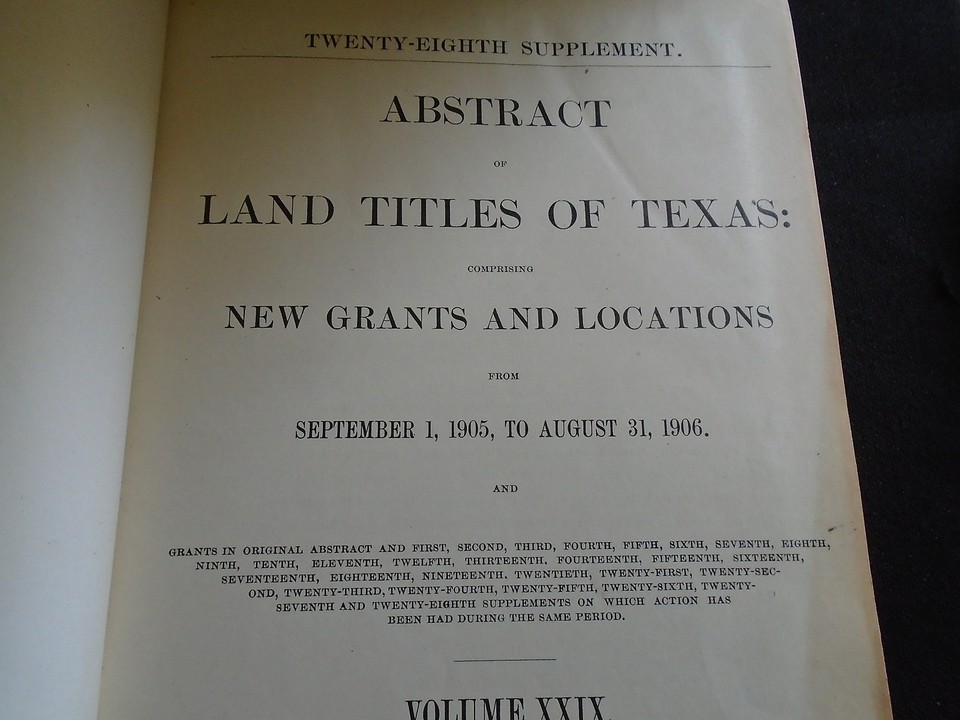 TWENTY-EIGHTH SUPPLEMENT.
ABSTRACT
OF
LAND TITLES OF TEXAS:
COMPRISING
NEW GRANTS AND LOCATIONS
FROM
SEPTEMBER 1, 1905, TO AUGUST 31, 1906.
AND
GRANTS IN ORIGINAL ABSTRACT AND FIRST, SECOND, THIRD, FOURTH, FIFTH, SIXTH, SEVENTH, EIGHTH,
NINTH, TENTH, ELEVENTH, TWELFTH, THIRTEENTH, FOURTEENTH, FIFTEENTH, SIXTEENTH,
SEVENTEENTH, EIGHTEENTH, NINETEENTH, TWENTIETH, TWENTY-FIRST, TWENTY-SEC-
OND, TWENTY-THIRD, TWENTY-FOURTH, TWENTY-FIFTH, TWENTY-SIXTH, TWENTY-
SEVENTH AND TWENTY-EIGHTH SUPPLEMENTS ON WHICH ACTION HAS
BEEN HAD DURING THE SAME PERIOD.
VOLUME XXIX.